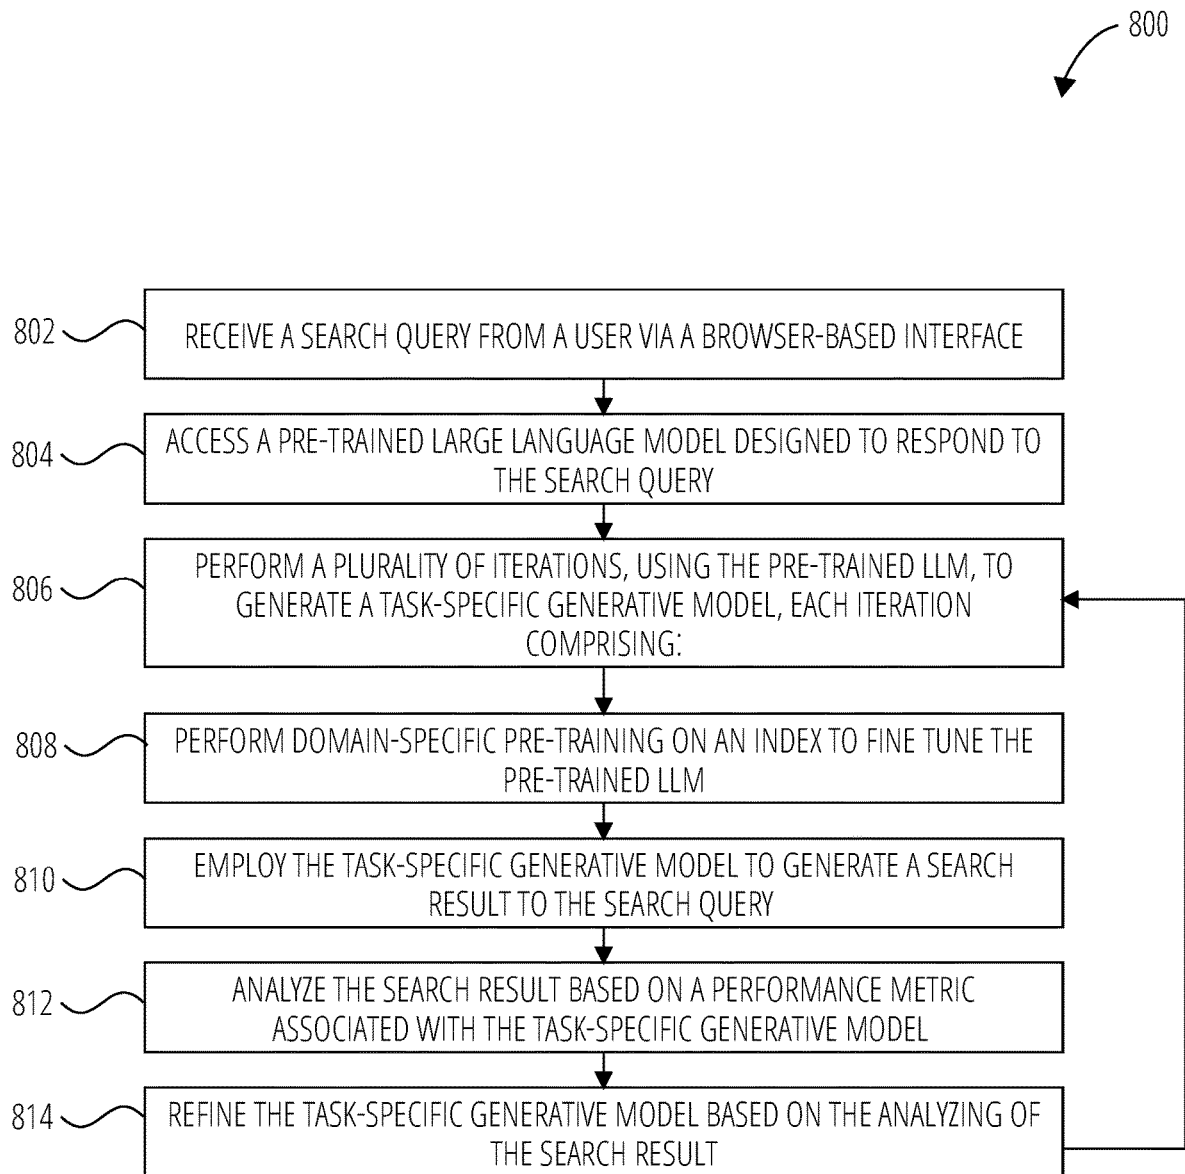 800
802
RECEIVE A SEARCH QUERY FROM A USER VIA A BROWSER-BASED INTERFACE
804
ACCESS A PRE-TRAINED LARGE LANGUAGE MODEL DESIGNED TO RESPOND TO
THE SEARCH QUERY
806
PERFORM A PLURALITY OF ITERATIONS, USING THE PRE-TRAINED LLM, TO
GENERATE A TASK-SPECIFIC GENERATIVE MODEL, EACH ITERATION
COMPRISING:
808
PERFORM DOMAIN-SPECIFIC PRE-TRAINING ON AN INDEX TO FINE TUNE THE
PRE-TRAINED LLM
810
EMPLOY THE TASK-SPECIFIC GENERATIVE MODEL TO GENERATE A SEARCH
RESULT TO THE SEARCH QUERY
812
ANALYZE THE SEARCH RESULT BASED ON A PERFORMANCE METRIC
ASSOCIATED WITH THE TASK-SPECIFIC GENERATIVE MODEL
814
REFINE THE TASK-SPECIFIC GENERATIVE MODEL BASED ON THE ANALYZING OF
THE SEARCH RESULT